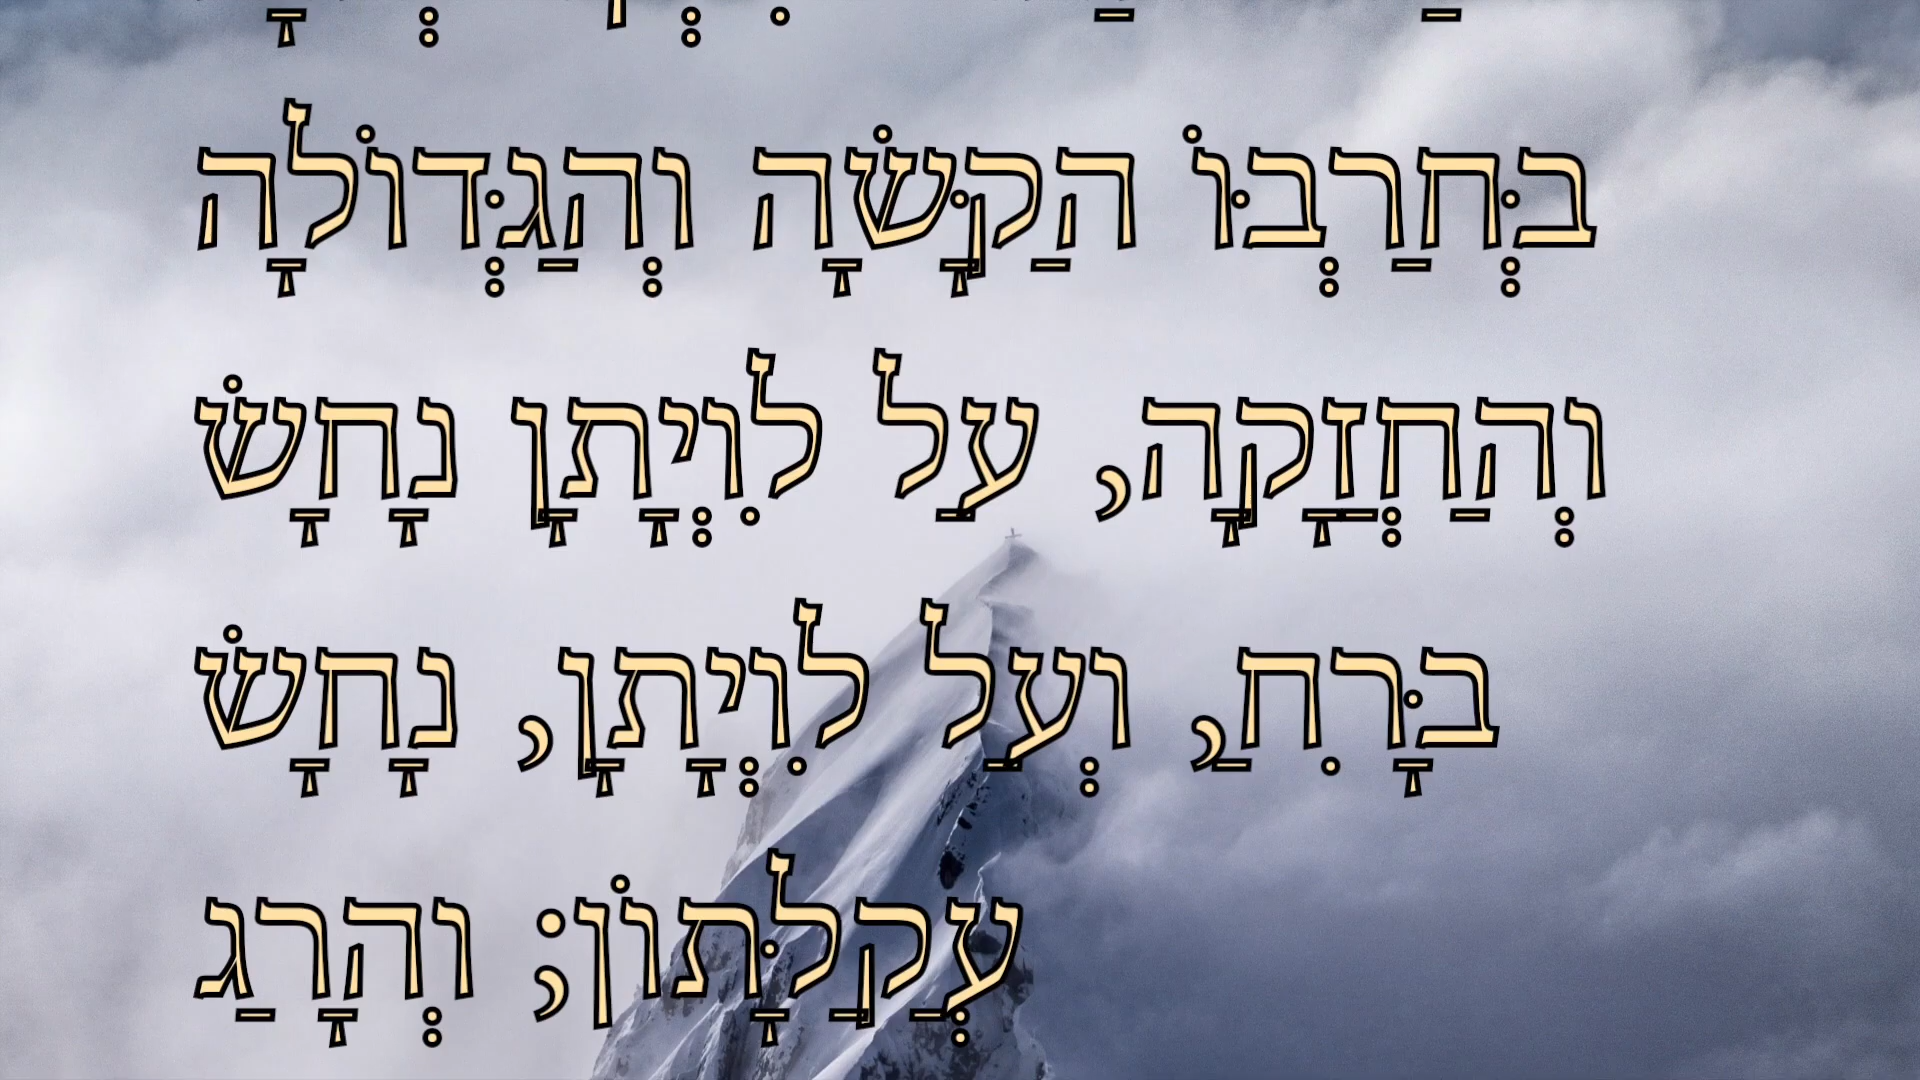 בְּחַרְבּוֹ הַקָּשָׁה וְהַגְּדוֹלָה
וְהַחֲזָקָה, עַל לִוְיָתָן נָחָשׁ
בָּרִחַ, וְעַל לִוְיָתָן, נָחָשׁ
עֲקַלָּתוֹן; וְהָרַג